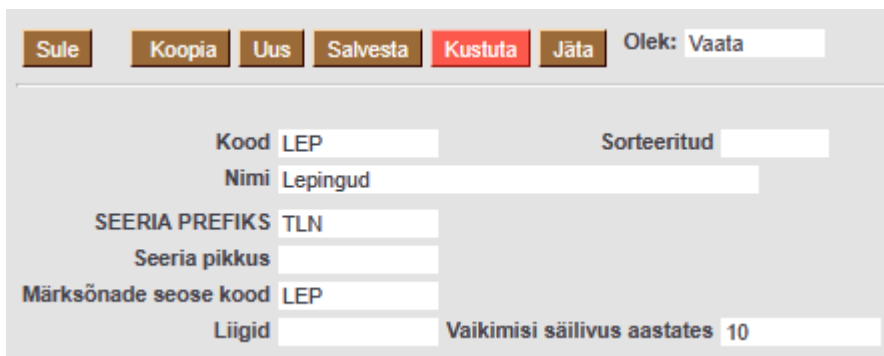 Sule Koopia Uus Salvesta Kustuta Jäta Olek: Vaata
Kood LEP Sorteeritud
Nimi Lepingud
SEERIA PREFIKS TLN
Seeria pikkus
Märksõnade seose kood LEP
Liigid Vaikimisi säilivus aastates 10